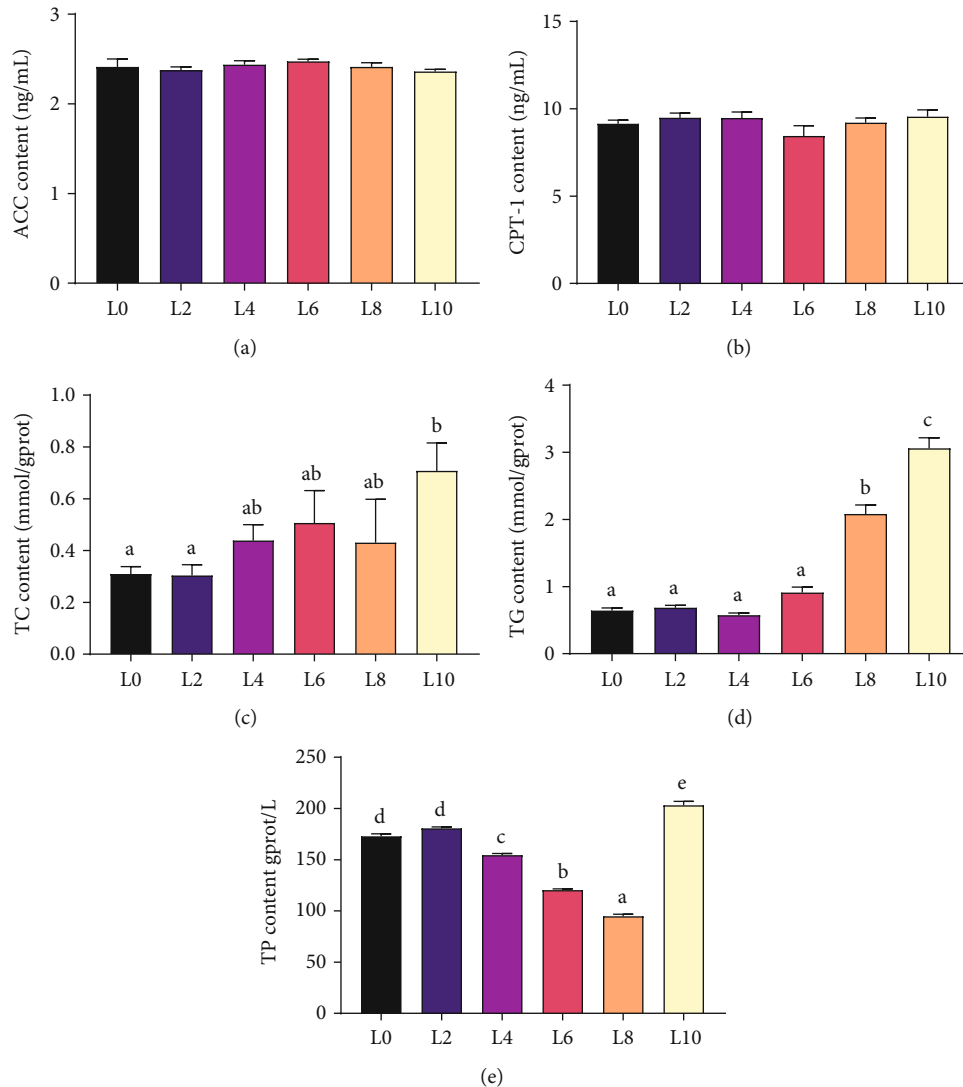 ACC content (ng/mL)
3
2
1
0
L0 L2 L4 L6 L8 L10
(a)
CPT-1 content (ng/mL)
15
10
5
0
L0 L2 L4 L6 L8 L10
(b)
TC content (mmol/gprot)
1.0
0.8
0.6
0.4
0.2
0.0
a a ab ab ab b
L0 L2 L4 L6 L8 L10
(c)
TG content (mmol/gprot)
4
3
2
1
0
a a a a b c
L0 L2 L4 L6 L8 L10
(d)
TP content gprot/L
250
200
150
100
50
0
d d c b a e
L0 L2 L4 L6 L8 L10
(e)